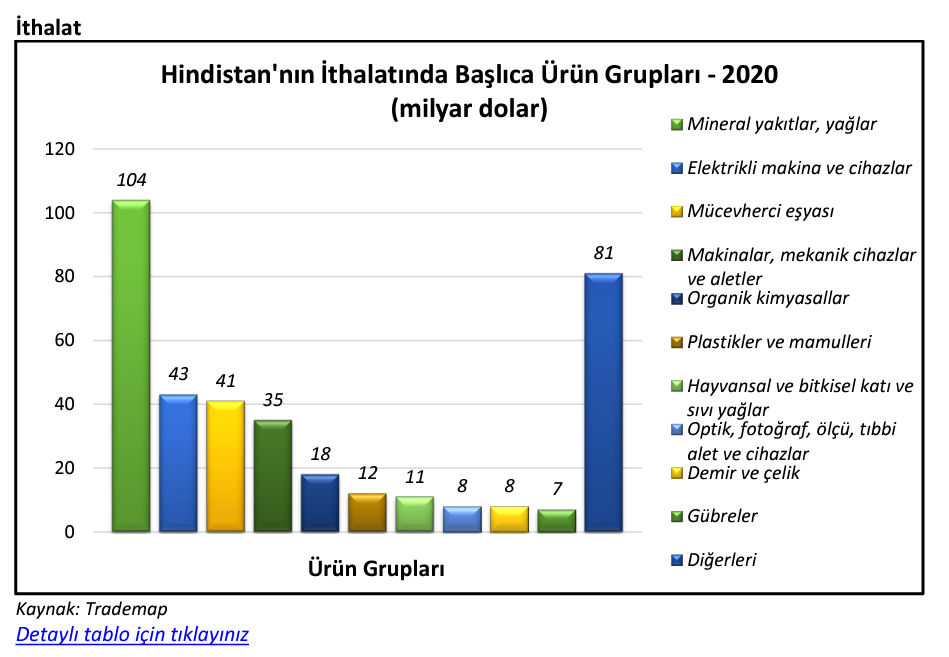 İthalat
Hindistan'nın İthalatında Başlıca Ürün Grupları - 2020
(milyar dolar)
120
100
80
60
40
20
0
104
43
41
35
18
12
11
8
8
7
81
Ürün Grupları
Mineral yakıtlar, yağlar
Elektrikli makina ve cihazlar
Mücevherci eşyası
Makinalar, mekanik cihazlar
ve aletler
Organik kimyasallar
Plastikler ve mamulleri
Hayvansal ve bitkisel katı ve
sıvı yağlar
Optik, fotoğraf, ölçü, tıbbi
alet ve cihazlar
Demir ve çelik
Gübreler
Diğerleri
Kaynak: Trademap
Detaylı tablo için tıklayınız